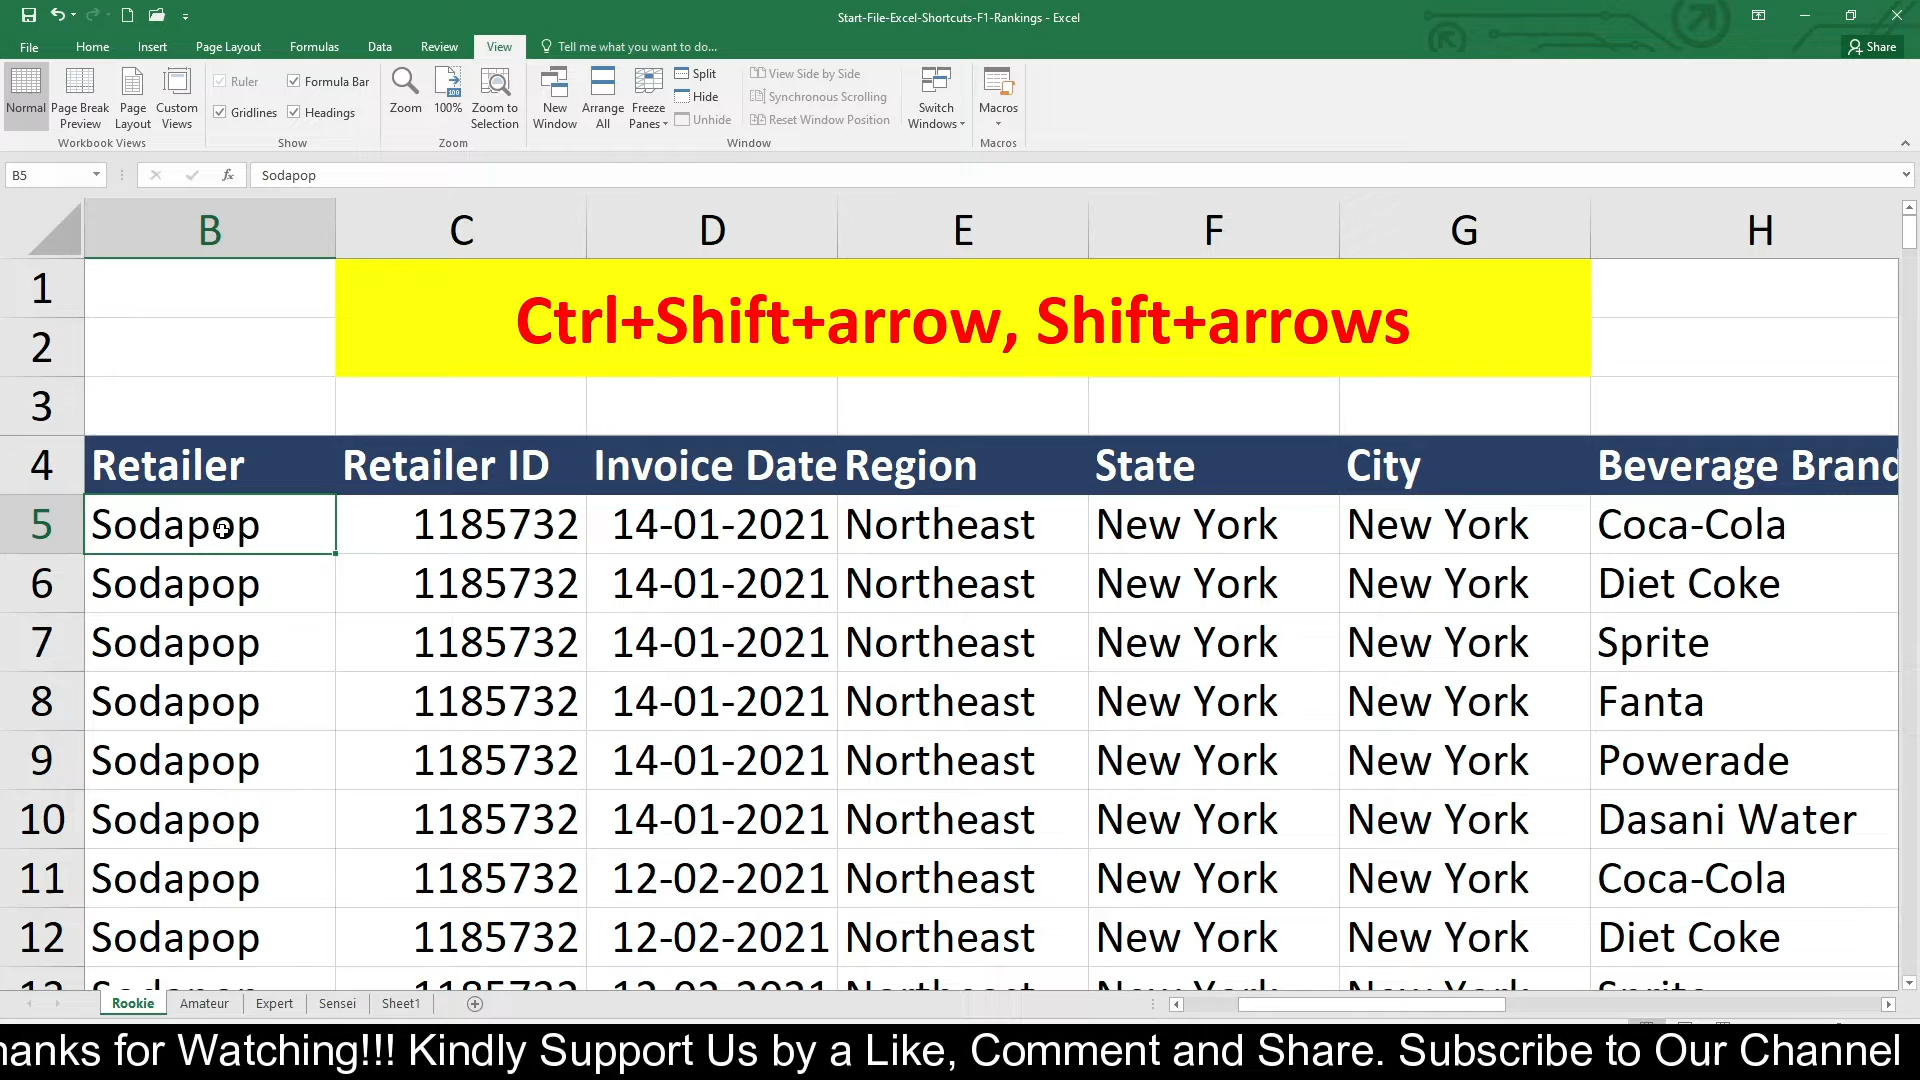 Start-File-Excel-Shortcuts-F1-Rankings - Excel
File Home Insert Page Layout Formulas Data Review View Tell me what you want to do... Share
Normal Page Break Preview Page Layout Custom Views
Workbook Views
Ruler Formula Bar
Gridlines Headings
Show
Zoom 100% Zoom to Selection
Zoom
New Window Arrange All Freeze Panes
Split
Hide
Unhide
View Side by Side
Synchronous Scrolling
Reset Window Position
Switch Windows
Window
Macros
Macros
B5 fx Sodapop
B C D E F G H
1
2
Ctrl+Shift+arrow, Shift+arrows
3
4 Retailer Retailer ID Invoice Date Region State City Beverage Brand
5 Sodapop 1185732 14-01-2021 Northeast New York New York Coca-Cola
6 Sodapop 1185732 14-01-2021 Northeast New York New York Diet Coke
7 Sodapop 1185732 14-01-2021 Northeast New York New York Sprite
8 Sodapop 1185732 14-01-2021 Northeast New York New York Fanta
9 Sodapop 1185732 14-01-2021 Northeast New York New York Powerade
10 Sodapop 1185732 14-01-2021 Northeast New York New York Dasani Water
11 Sodapop 1185732 12-02-2021 Northeast New York New York Coca-Cola
12 Sodapop 1185732 12-02-2021 Northeast New York New York Diet Coke
Rookie Amateur Expert Sensei Sheet1
hanks for Watching!!! Kindly Support Us by a Like, Comment and Share. Subscribe to Our Channel